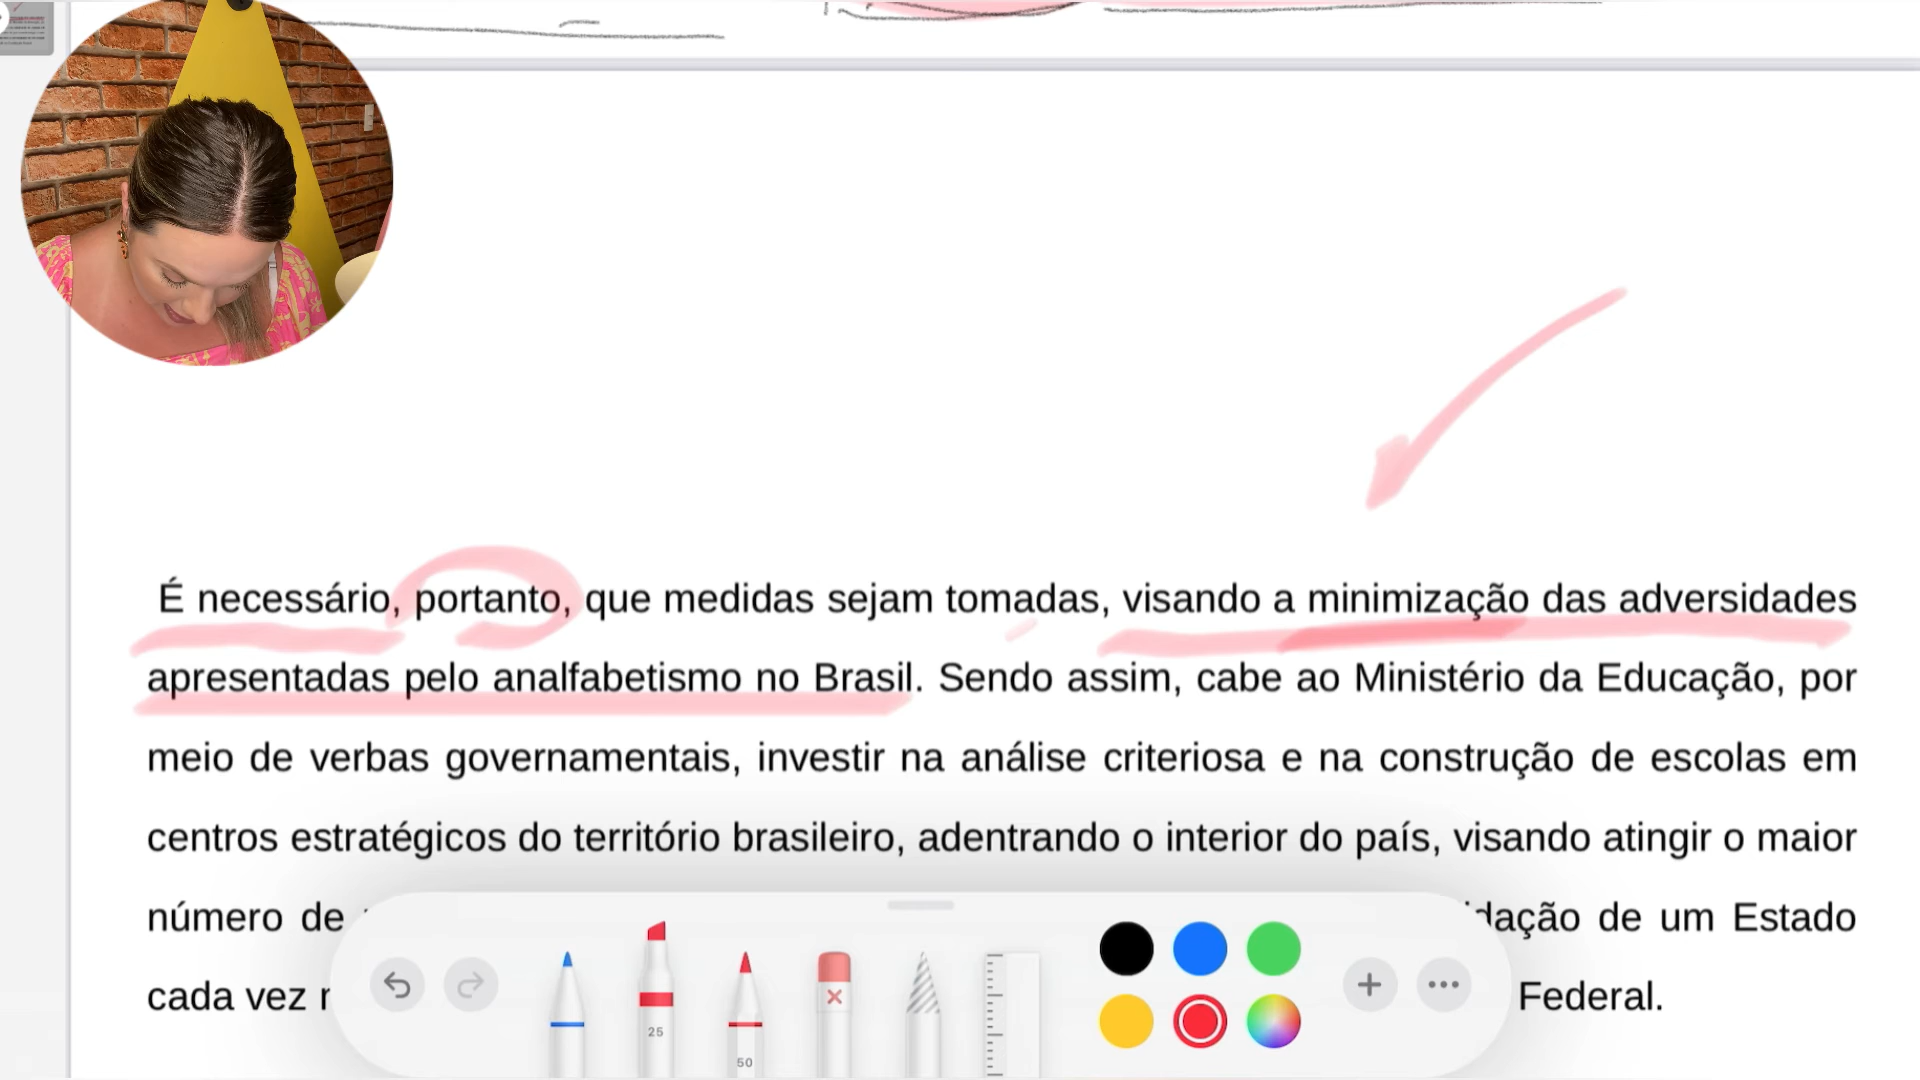 É necessário, portanto, que medidas sejam tomadas, visando a minimização das adversidades
apresentadas pelo analfabetismo no Brasil. Sendo assim, cabe ao Ministério da Educação, por
meio de verbas governamentais, investir na análise criteriosa e na construção de escolas em
centros estratégicos do território brasileiro, adentrando o interior do país, visando atingir o maior
número de
de um Estado
cada vez
Federal.
25
50